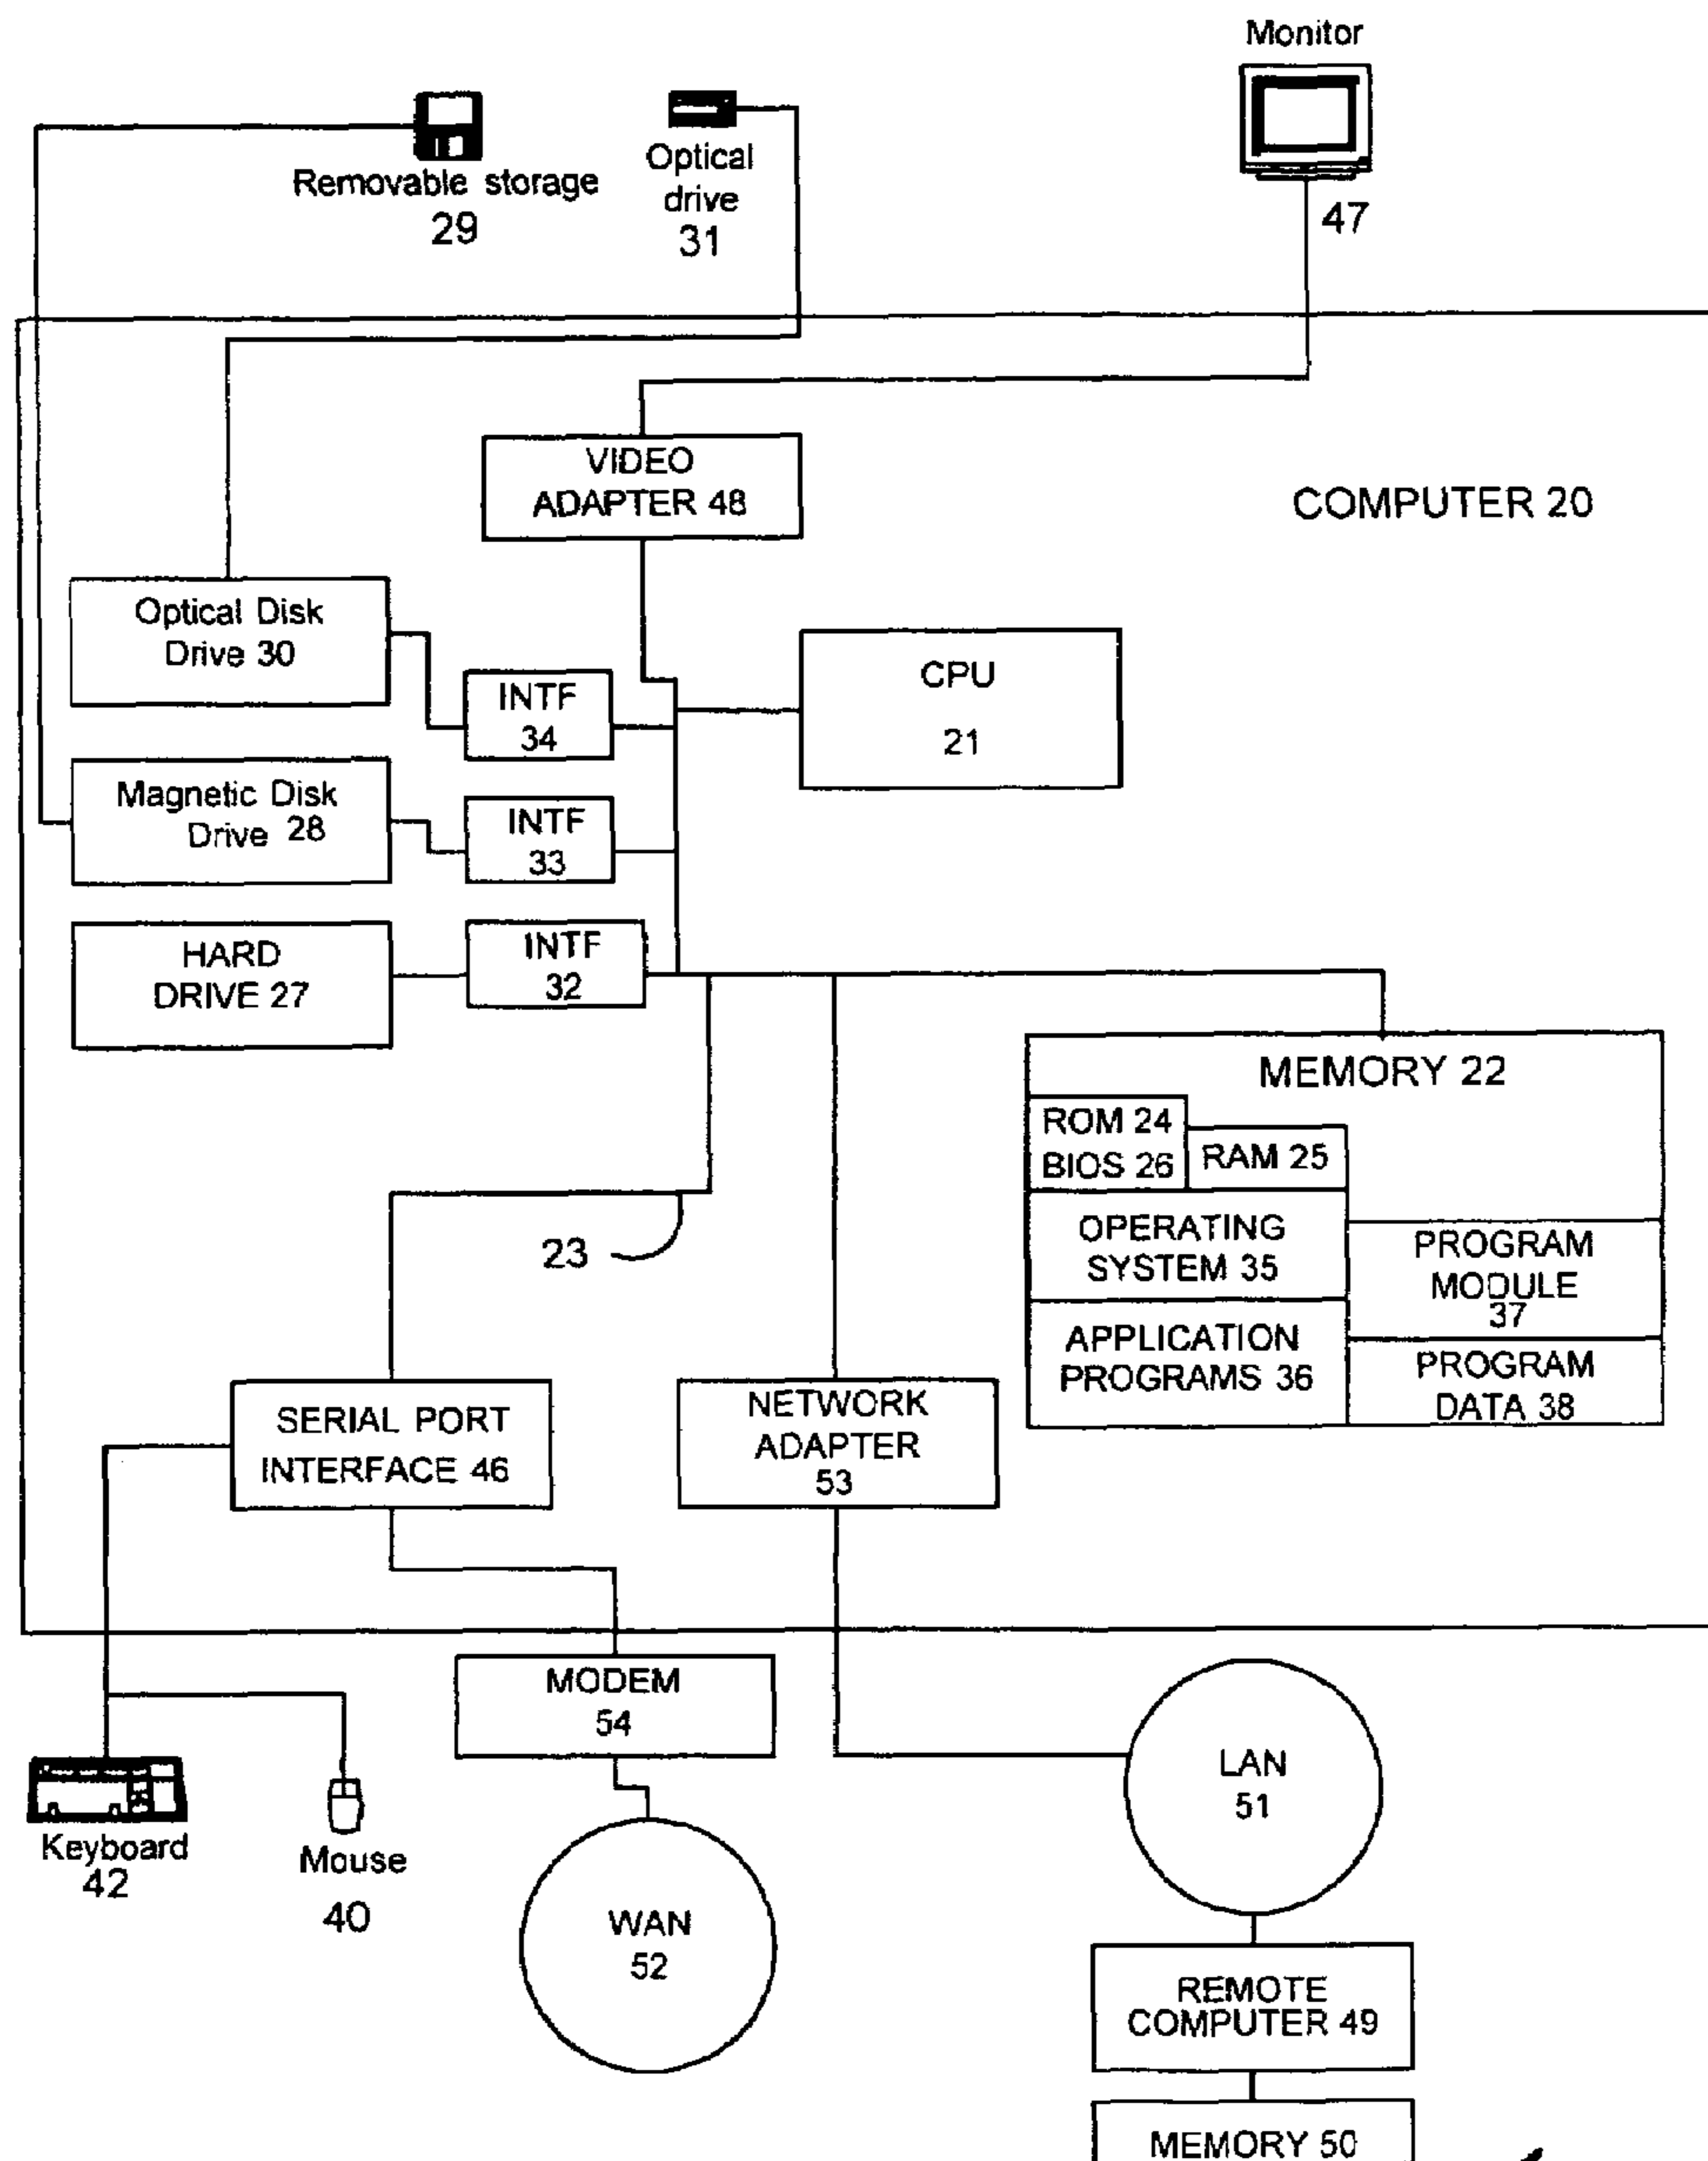 Monitor
47
Removable storage
29
Optical
drive
31
COMPUTER 20
VIDEO
ADAPTER 48
Optical Disk
Drive 30
INTF
34
CPU
21
Magnetic Disk
Drive 28
INTF
33
HARD
DRIVE 27
INTF
32
MEMORY 22
ROM 24
BIOS 26
RAM 25
OPERATING
SYSTEM 35
PROGRAM
MODULE
37
APPLICATION
PROGRAMS 36
PROGRAM
DATA 38
23
SERIAL PORT
INTERFACE 46
NETWORK
ADAPTER
53
MODEM
54
LAN
51
Keyboard
42
Mouse
40
WAN
52
REMOTE
COMPUTER 49
MEMORY 50